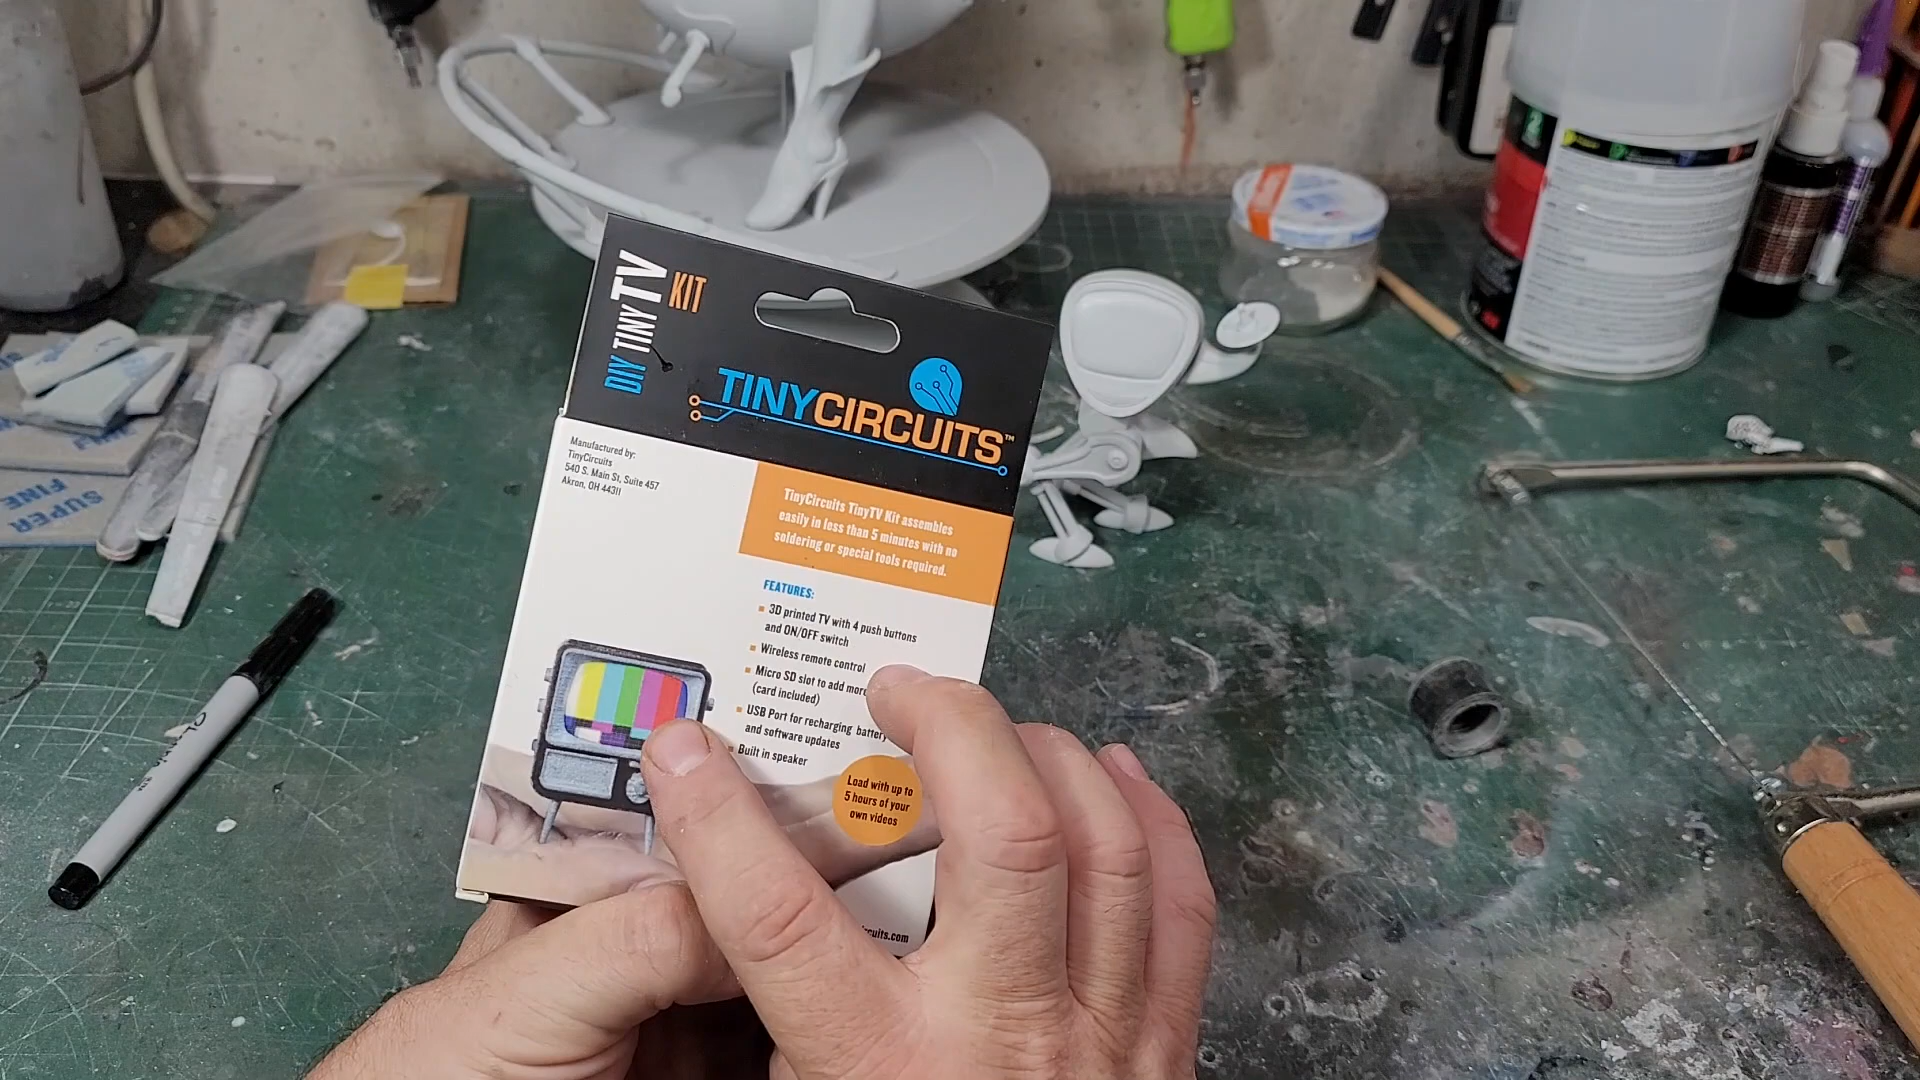 DIY TINY TV KIT
TINYCIRCUITS™
Manufactured by:
TinyCircuits
540 S. Main St, Suite 457
Akron, OH 44311
TinyCircuits TinyTV Kit assembles
easily in less than 5 minutes with no
soldering or special tools required.
FEATURES:
3D printed TV with 4 push buttons
and ON/OFF switch
Wireless remote control
Micro SD slot to add more
(card included)
USB Port for recharging battery
and software updates
Built in speaker
Load with up to
5 hours of your
own videos
cuits.com
SUPER
FINE
2